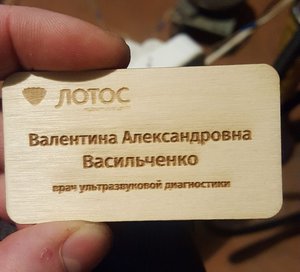 ЛОТОС
Валентина Александровна
Васильченко
врач ультразвуковой диагностики